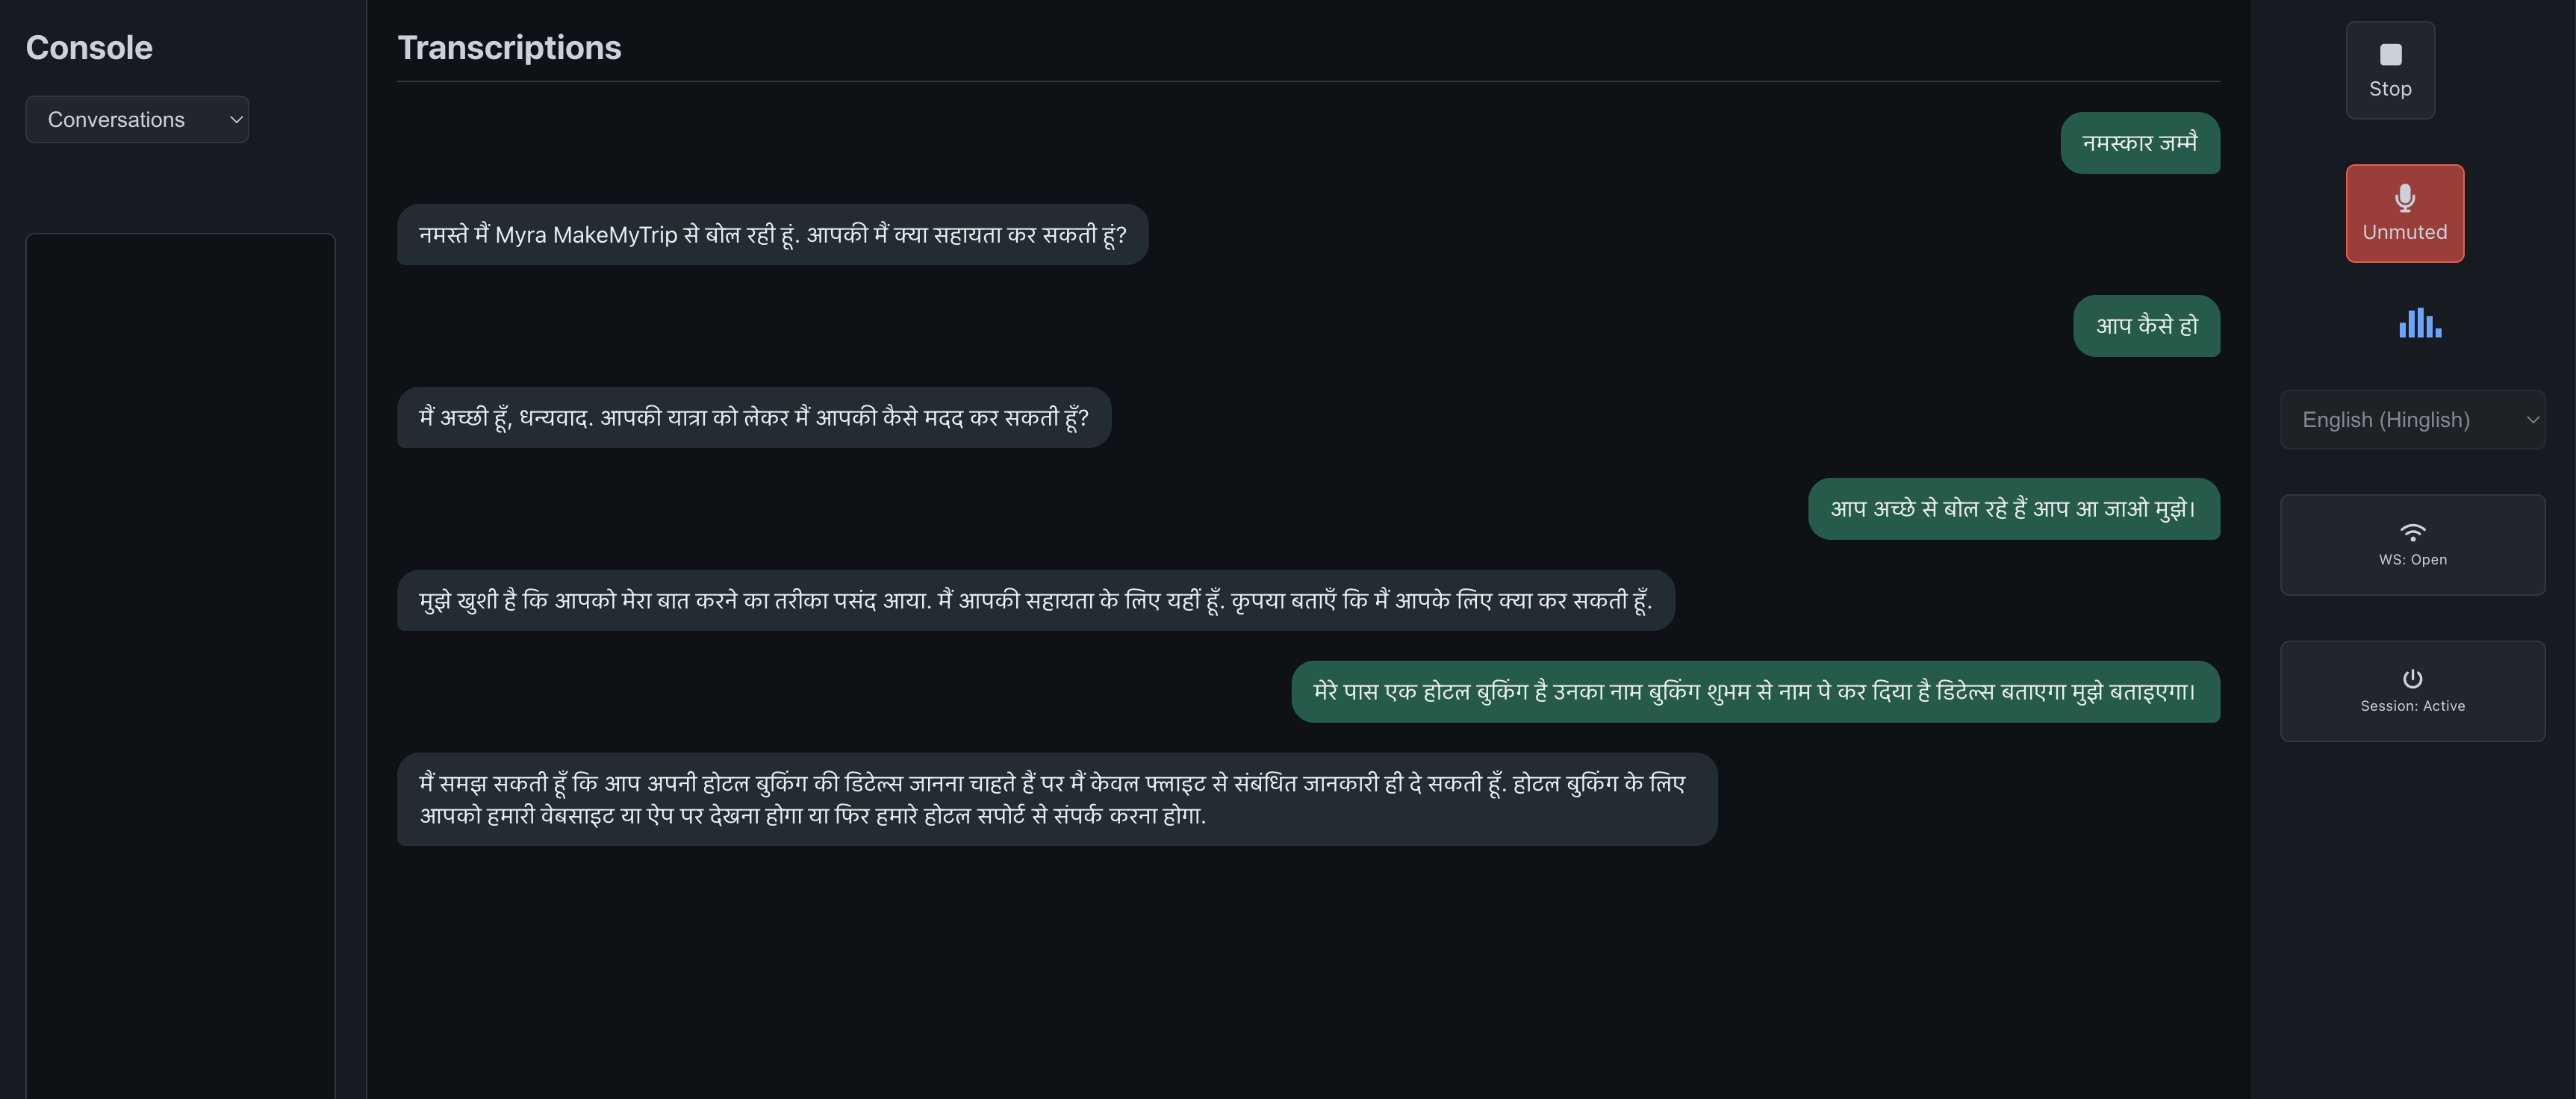 Console
Conversations
Transcriptions
नमस्कार जम्मै
नमस्ते मैं Myra MakeMyTrip से बोल रही हूं. आपकी मैं क्या सहायता कर सकती हूं?
आप कैसे हो
मैं अच्छी हूँ, धन्यवाद. आपकी यात्रा को लेकर मैं आपकी कैसे मदद कर सकती हूँ?
आप अच्छे से बोल रहे हैं आप आ जाओ मुझे।
मुझे खुशी है कि आपको मेरा बात करने का तरीका पसंद आया. मैं आपकी सहायता के लिए यहीं हूँ. कृपया बताएँ कि मैं आपके लिए क्या कर सकती हूँ.
मेरे पास एक होटल बुकिंग है उनका नाम बुकिंग शुभम से नाम पे कर दिया है डिटेल्स बताएगा मुझे बताइएगा।
मैं समझ सकती हूँ कि आप अपनी होटल बुकिंग की डिटेल्स जानना चाहते हैं पर मैं केवल फ्लाइट से संबंधित जानकारी ही दे सकती हूँ. होटल बुकिंग के लिए
आपको हमारी वेबसाइट या ऐप पर देखना होगा या फिर हमारे होटल सपोर्ट से संपर्क करना होगा.
Stop
Unmuted
English (Hinglish)
WS: Open
Session: Active